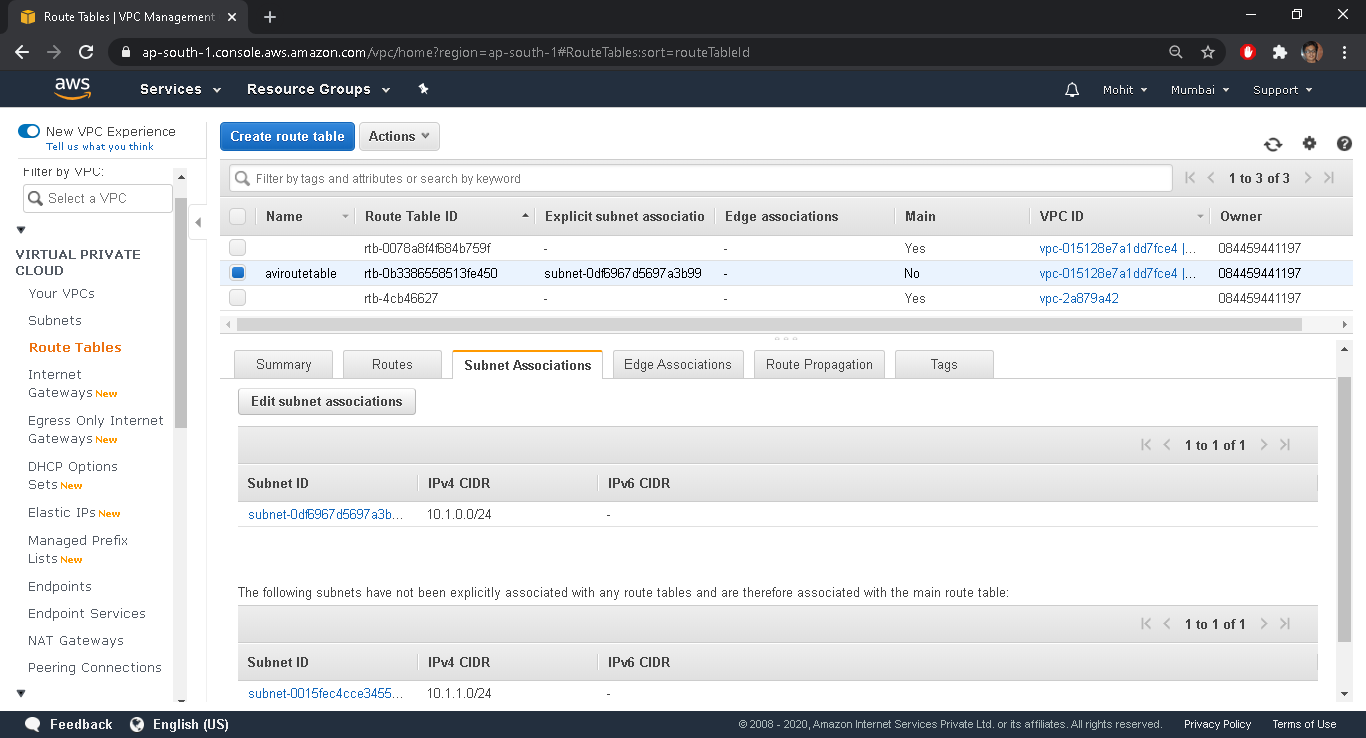 Route Tables | VPC Management
ap-south-1.console.aws.amazon.com/vpc/home?region=ap-south-1#RouteTables:sort=routeTableId
aws
Services
Resource Groups
Mohit
Mumbai
Support
New VPC Experience
Tell us what you think
Filter by VPC:
Select a VPC
VIRTUAL PRIVATE
CLOUD
Your VPCs
Subnets
Route Tables
Internet
Gateways New
Egress Only Internet
Gateways New
DHCP Options
Sets New
Elastic IPs New
Managed Prefix
Lists New
Endpoints
Endpoint Services
NAT Gateways
Peering Connections
Create route table
Actions
Filter by tags and attributes or search by keyword
1 to 3 of 3
Name Route Table ID Explicit subnet associatio Edge associations Main VPC ID Owner
rtb-0078a8f4f684b759f - - Yes vpc-015128e7a1dd7fce4 |... 084459441197
aviroutetable rtb-0b3386558513fe450 subnet-0df6967d5697a3b99 - No vpc-015128e7a1dd7fce4 |... 084459441197
rtb-4cb46627 - - Yes vpc-2a879a42 084459441197
Summary
Routes
Subnet Associations
Edge Associations
Route Propagation
Tags
Edit subnet associations
1 to 1 of 1
Subnet ID IPv4 CIDR IPv6 CIDR
subnet-0df6967d5697a3b... 10.1.0.0/24 -
The following subnets have not been explicitly associated with any route tables and are therefore associated with the main route table:
1 to 1 of 1
Subnet ID IPv4 CIDR IPv6 CIDR
subnet-0015fec4cce3455... 10.1.1.0/24 -
Feedback
English (US)
© 2008 - 2020, Amazon Internet Services Private Ltd. or its affiliates. All rights reserved.
Privacy Policy
Terms of Use